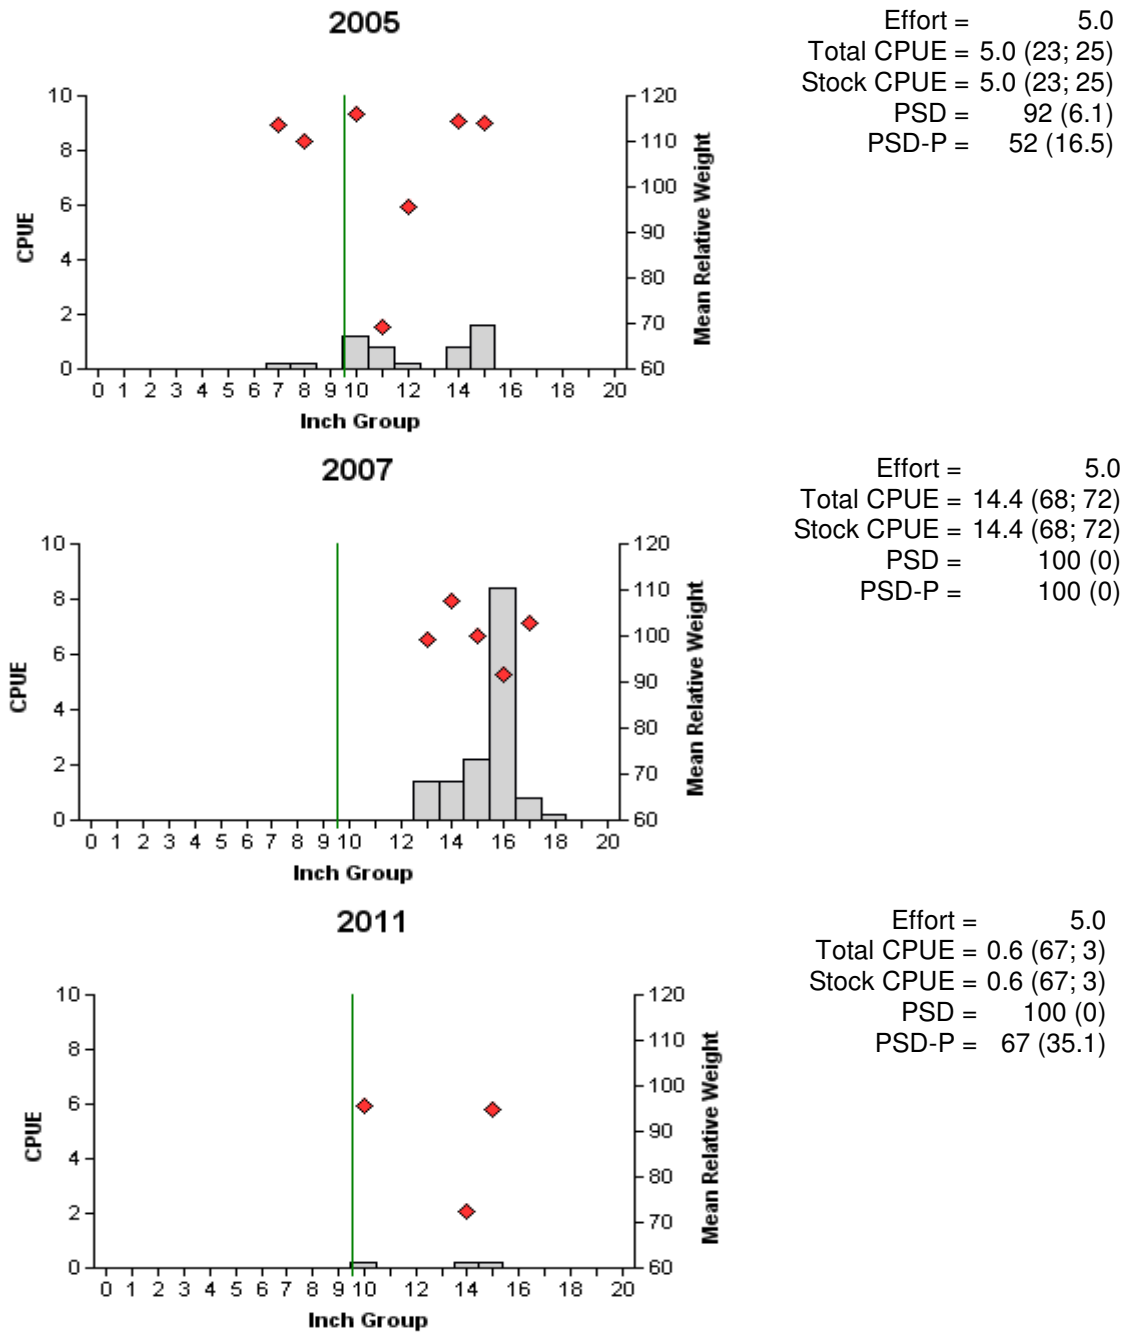 2005
Effort = 5.0
Total CPUE = 5.0 (23; 25)
Stock CPUE = 5.0 (23; 25)
PSD = 92 (6.1)
PSD-P = 52 (16.5)
10
8
6
4
2
0
CPUE
120
110
100
90
80
70
60
Mean Relative Weight
0 1 2 3 4 5 6 7 8 9 10 12 14 16 18 20
Inch Group
2007
Effort = 5.0
Total CPUE = 14.4 (68; 72)
Stock CPUE = 14.4 (68; 72)
PSD = 100 (0)
PSD-P = 100 (0)
10
8
6
4
2
0
CPUE
120
110
100
90
80
70
60
Mean Relative Weight
0 1 2 3 4 5 6 7 8 9 10 12 14 16 18 20
Inch Group
2011
Effort = 5.0
Total CPUE = 0.6 (67; 3)
Stock CPUE = 0.6 (67; 3)
PSD = 100 (0)
PSD-P = 67 (35.1)
10
8
6
4
2
0
CPUE
120
110
100
90
80
70
60
Mean Relative Weight
0 1 2 3 4 5 6 7 8 9 10 12 14 16 18 20
Inch Group